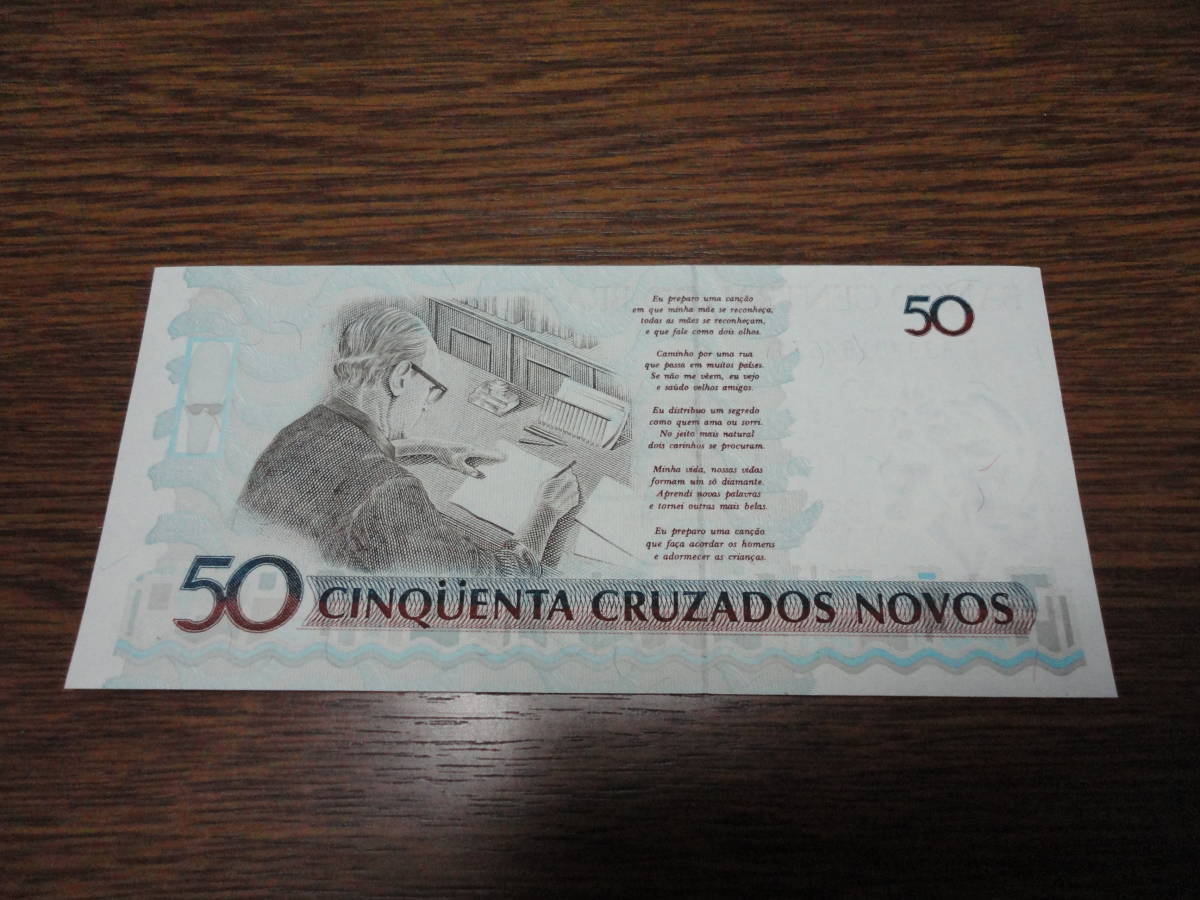 Eu preparo uma canção
em que minha mãe se reconheça,
todas as mães se reconheçam,
e que fale como dois olhos.
Caminho por uma rua
que passa em muitos países.
Se não me vêem, eu vejo
e saúdo velhos amigos.
Eu distribuo um segredo
como quem ama ou sorri.
No jeito mais natural
dois carinhos se procuram.
Minha vida, nossas vidas
formam um só diamante.
Aprendi novas palavras
e tornei outras mais belas.
Eu preparo uma canção
que faça acordar os homens
e adormecer as crianças.
50
50 CINQÜENTA CRUZADOS NOVOS